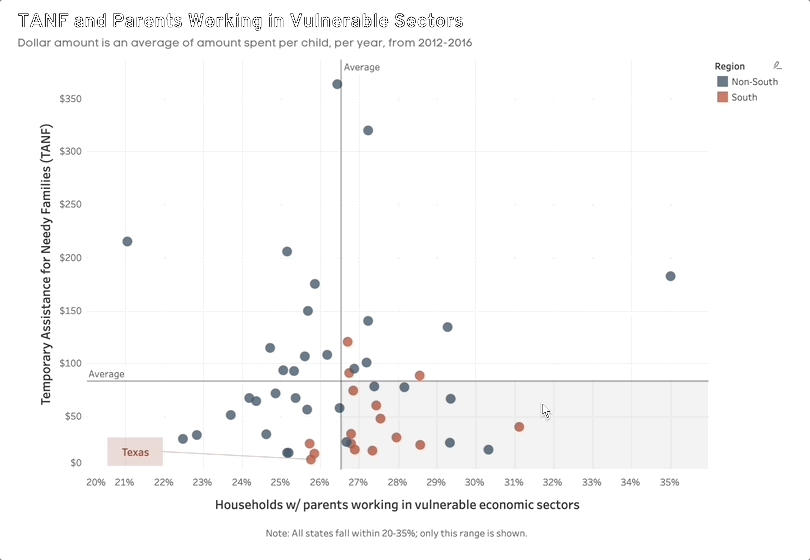 TANF and Parents Working in Vulnerable Sectors
Dollar amount is an average of amount spent per child, per year, from 2012-2016
Average
Region
Non-South
South
Temporary Assistance for Needy Families (TANF)
$350
$300
$250
$200
$150
$100
Average
$50
Texas
$0
20% 21% 22% 23% 24% 25% 26% 27% 28% 29% 30% 31% 32% 33% 34% 35%
Households w/ parents working in vulnerable economic sectors
Note: All states fall within 20-35%; only this range is shown.